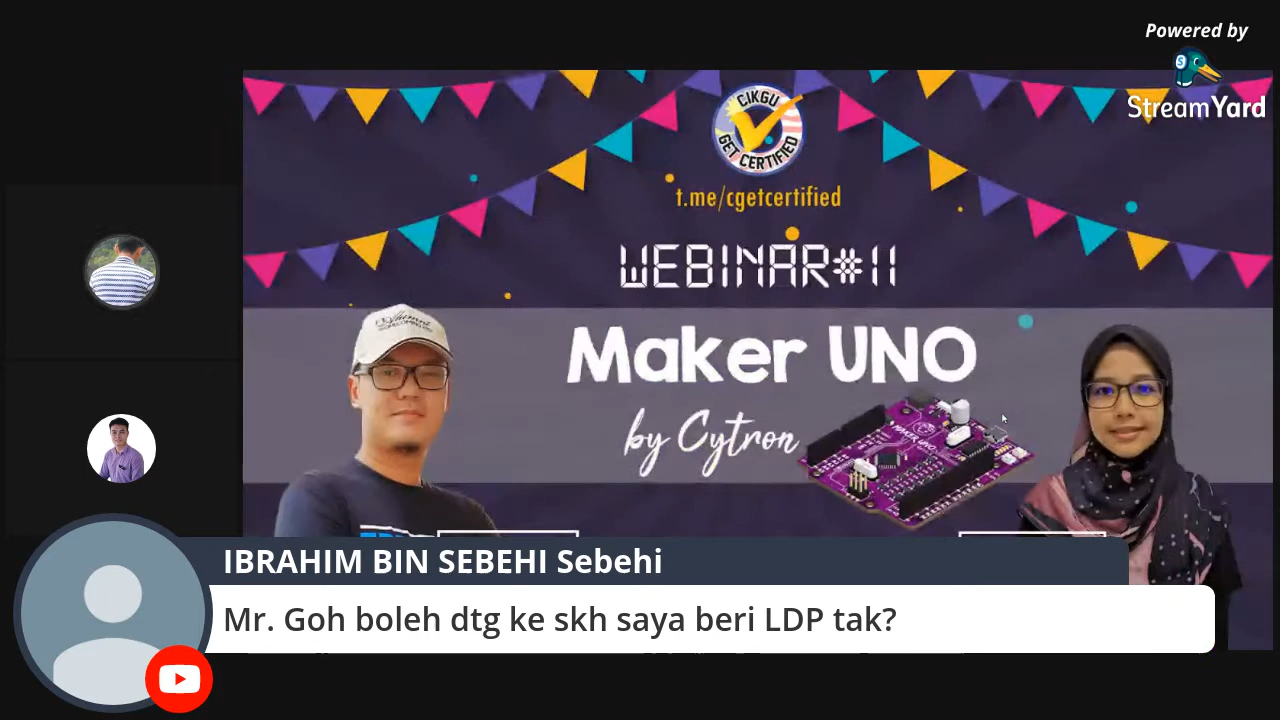 Powered by
StreamYard
CIKGU
GET CERTIFIED
t.me/cgetcertified
WEBINAR#11
Maker UNO
by Cytron
MAKER UNO
IBRAHIM BIN SEBEHI Sebehi
Mr. Goh boleh dtg ke skh saya beri LDP tak?